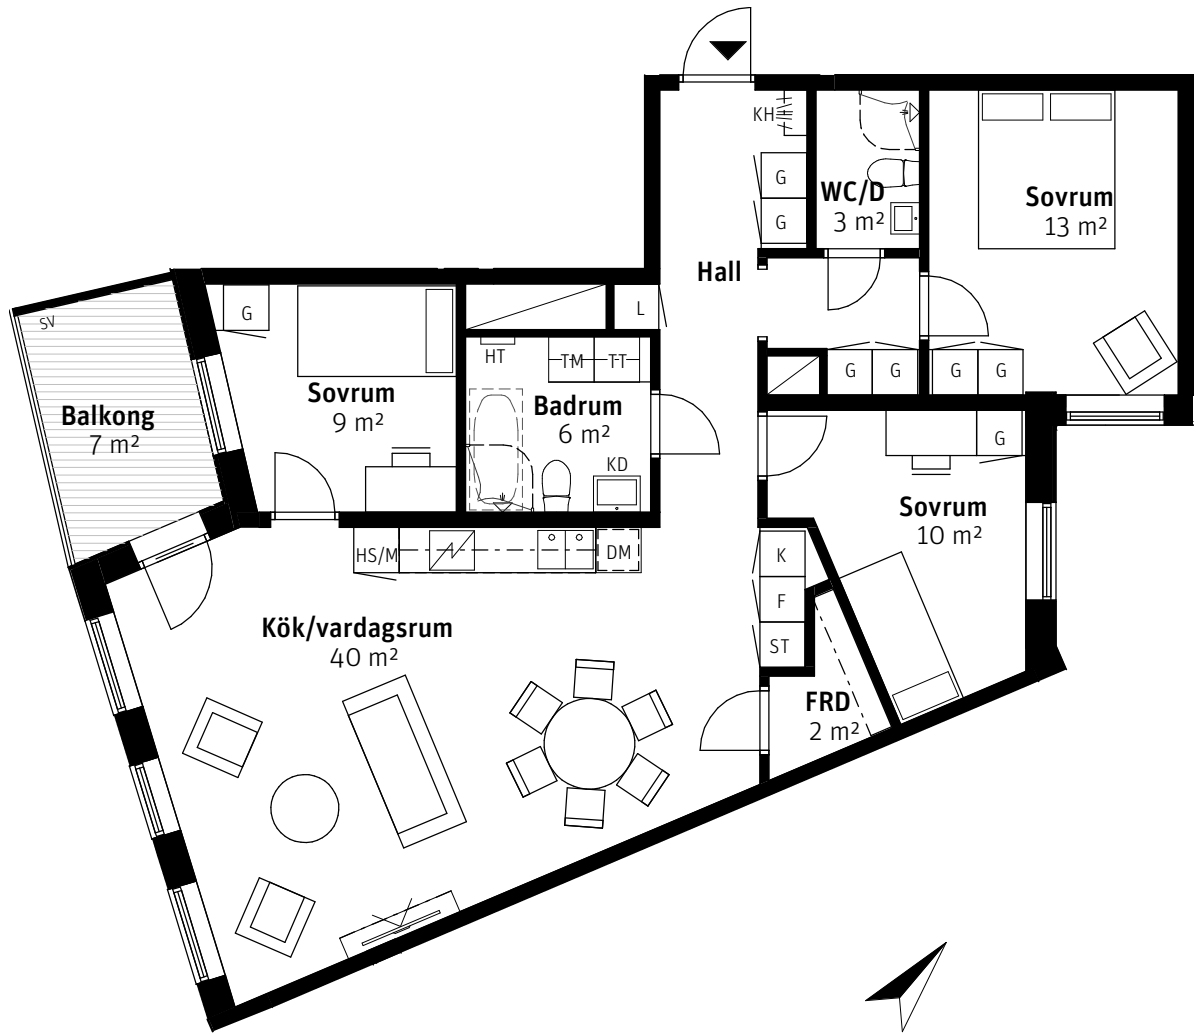 KH
G
G
WC/D
3 m²
Sovrum
13 m²
Hall
SV
G
L
HT
TM
TT
Sovrum
9 m²
Badrum
6 m²
KD
G
G
G
G
Balkong
7 m²
G
Sovrum
10 m²
HS/M
DM
K
F
ST
Kök/vardagsrum
40 m²
FRD
2 m²